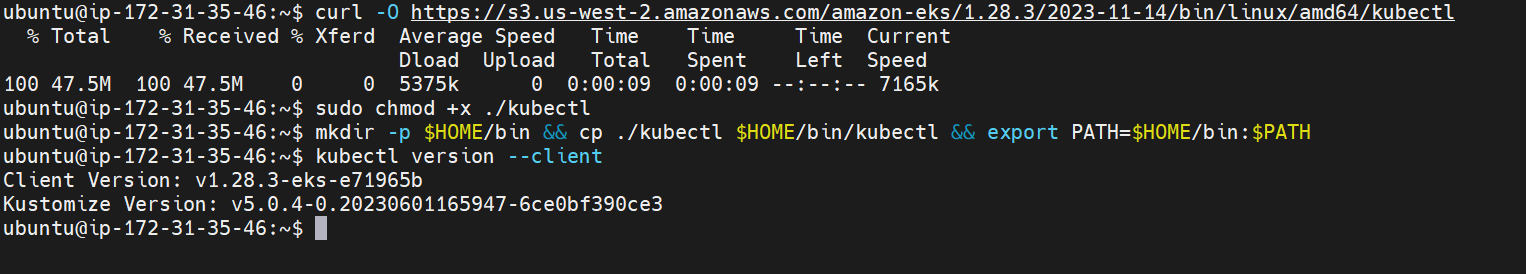 ubuntu@ip-172-31-35-46:~$ curl -O https://s3.us-west-2.amazonaws.com/amazon-eks/1.28.3/2023-11-14/bin/linux/amd64/kubectl
  % Total    % Received % Xferd  Average Speed   Time    Time     Time  Current
                                 Dload  Upload   Total   Spent    Left  Speed
100 47.5M  100 47.5M    0     0  5375k      0  0:00:09  0:00:09 --:--:-- 7165k
ubuntu@ip-172-31-35-46:~$ sudo chmod +x ./kubectl
ubuntu@ip-172-31-35-46:~$ mkdir -p $HOME/bin && cp ./kubectl $HOME/bin/kubectl && export PATH=$HOME/bin:$PATH
ubuntu@ip-172-31-35-46:~$ kubectl version --client
Client Version: v1.28.3-eks-e71965b
Kustomize Version: v5.0.4-0.20230601165947-6ce0bf390ce3
ubuntu@ip-172-31-35-46:~$